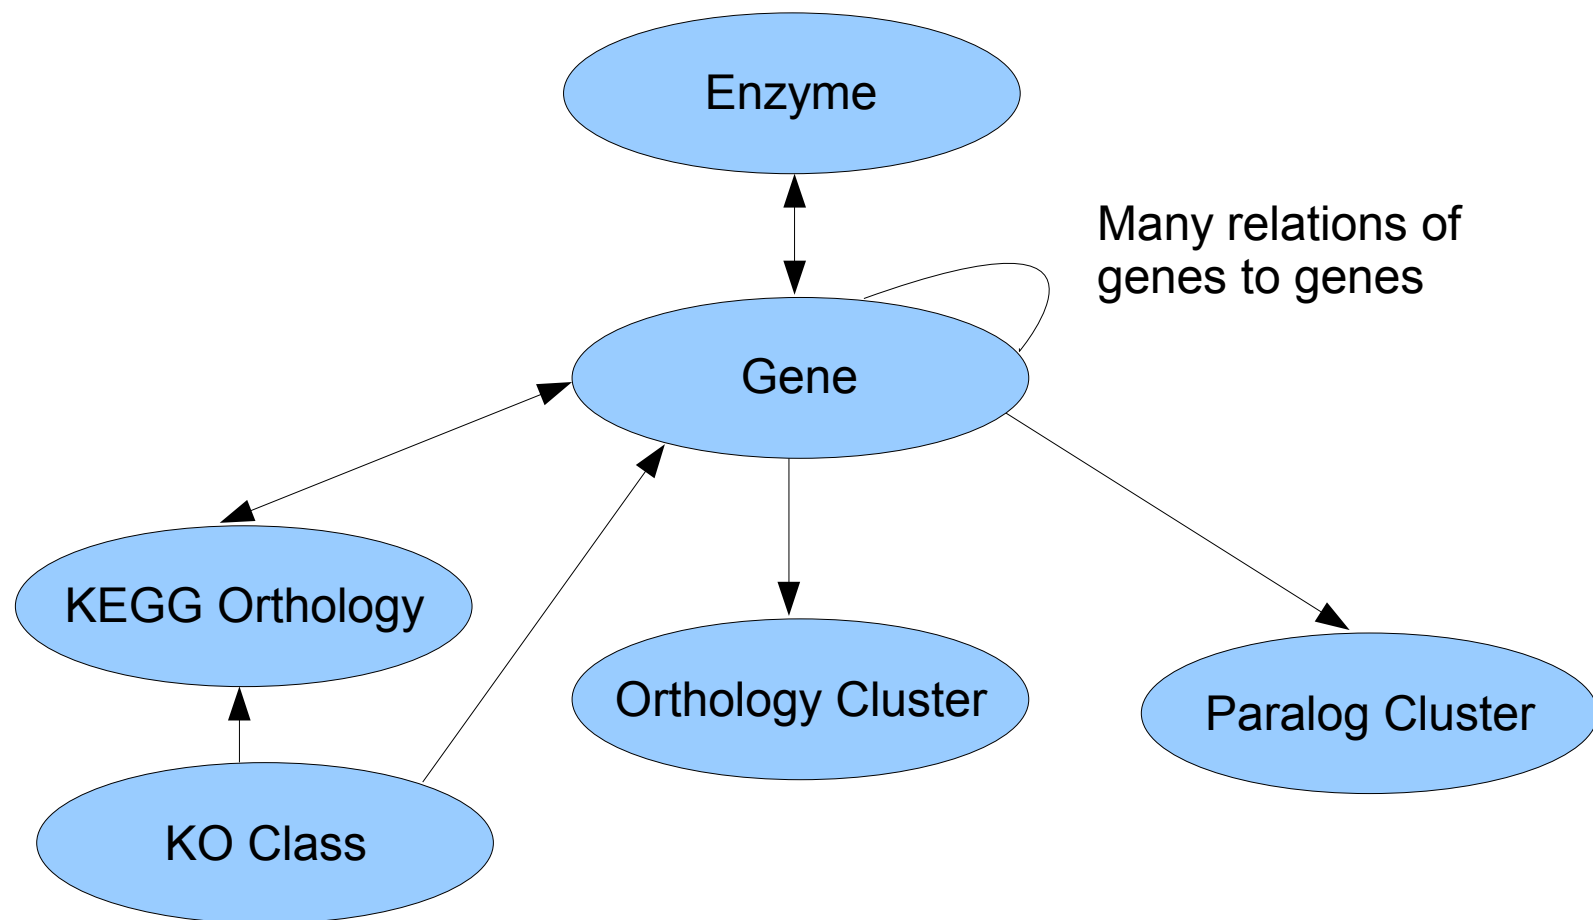 Enzyme
Many relations of
genes to genes
Gene
KEGG Orthology
Orthology Cluster
Paralog Cluster
KO Class